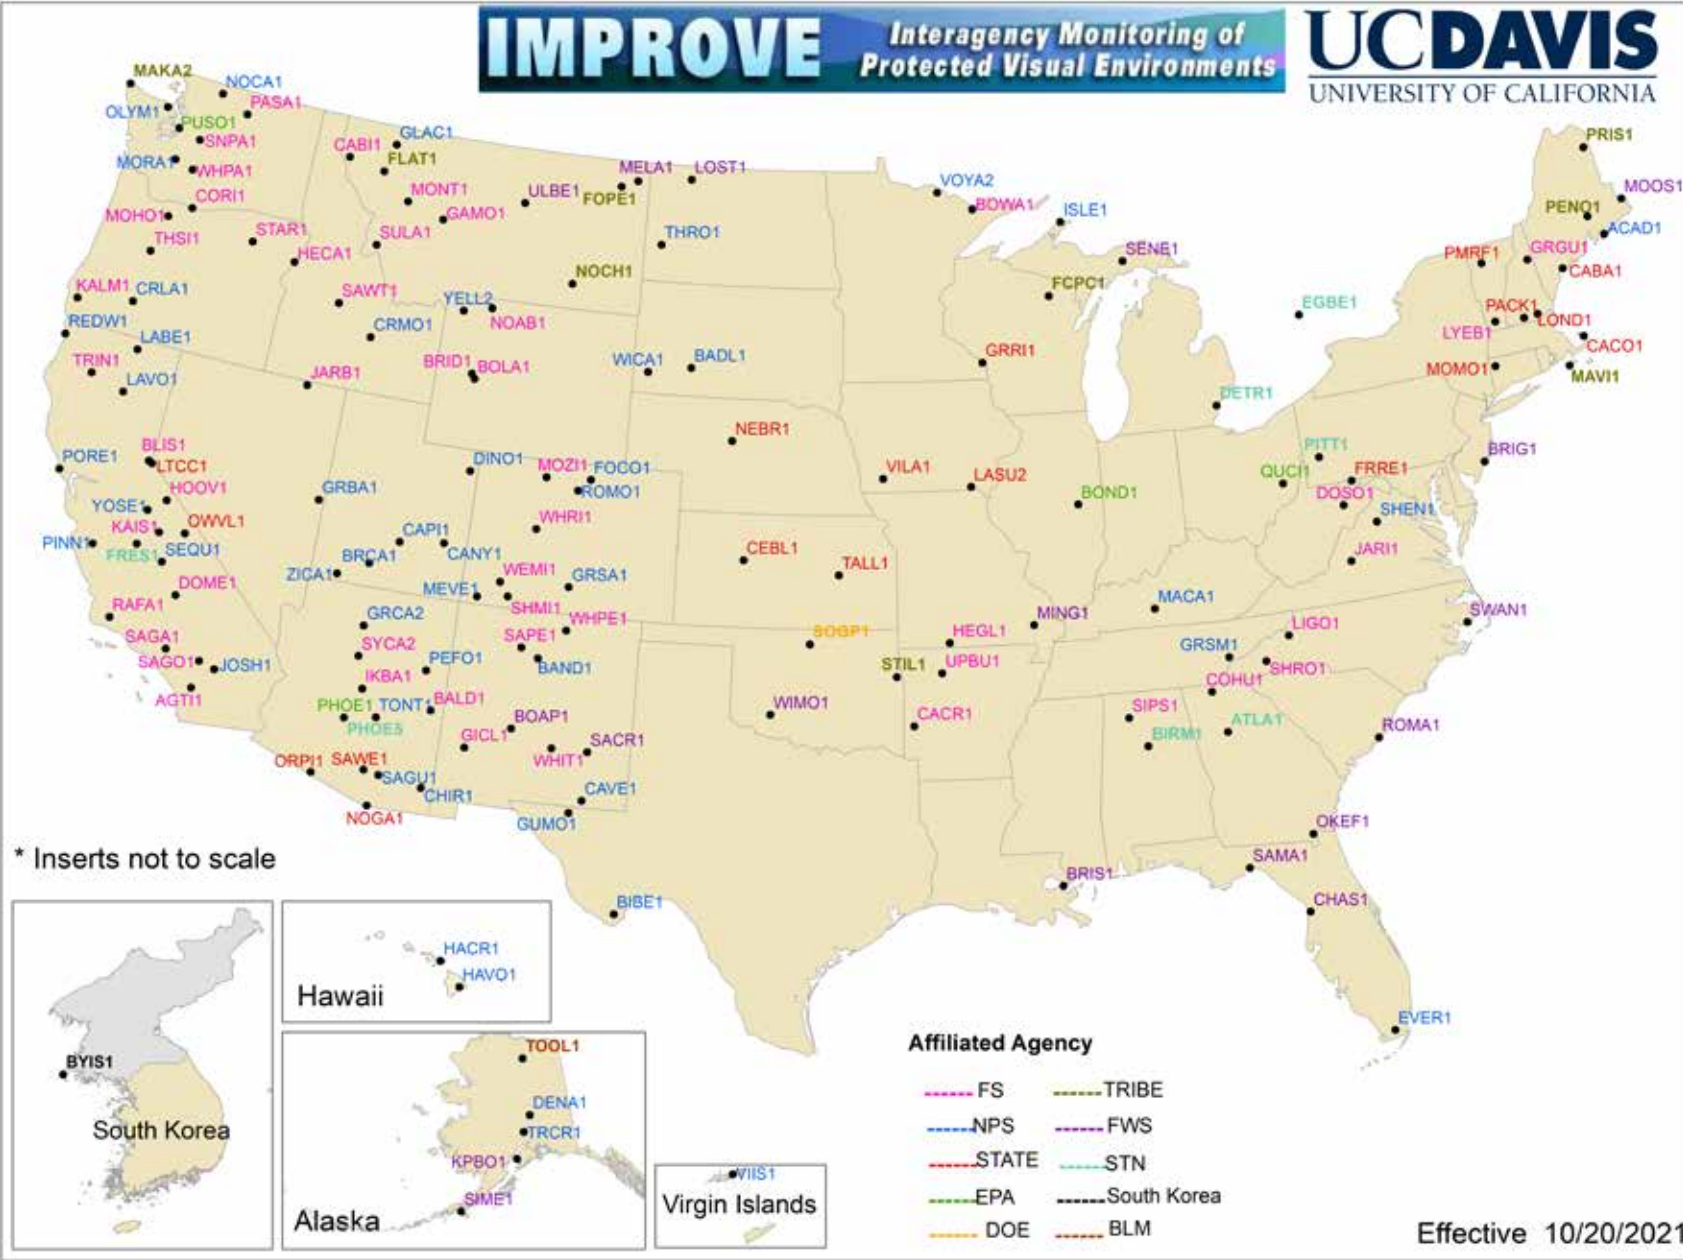 IMPROVE
Interagency Monitoring of
Protected Visual Environments
UCDAVIS
UNIVERSITY OF CALIFORNIA
MAKA2
NOCA1
OLYM1
PASA1
PUSO1
SNPA1
MORA1
WHPA1
CORI1
MOHO1
THSI1
STAR1
HECA1
KALM1
CRLA1
REDW1
LABE1
TRIN1
LAVO1
CABI1
GLAC1
FLAT1
MONT1
GAMO1
SULA1
SAWT1
CRMO1
JARB1
ULBE1
FOPE1
MELA1
LOST1
THRO1
NOCH1
YELL2
NOAB1
BRID1
BOLA1
WICA1
BADL1
NEBR1
VOYA2
BOWA1
ISLE1
SENE1
FCPC1
GRRI1
EGBE1
DETR1
PRIS1
MOOS1
PENO1
ACAD1
PMRF1
GRGU1
CABA1
PACK1
LOND1
LYEB1
CACO1
MOMO1
MAVI1
BRIG1
BLIS1
LTCC1
PORE1
HOOV1
YOSE1
KAIS1
OWVL1
PINN1
FRES1
SEQU1
DOME1
RAFA1
SAGA1
SAGO1
JOSH1
AGTI1
GRBA1
DINO1
MOZI1
FOCO1
ROMO1
WHRI1
CAPI1
BRCA1
CANY1
ZICA1
MEVE1
WEMI1
GRSA1
SHMI1
WHPE1
GRCA2
SYCA2
SAPE1
PEFO1
BAND1
IKBA1
PHOE1
TONT1
BALD1
PHOE5
BOAP1
GICL1
SACR1
WHIT1
ORPI1
SAWE1
SAGU1
CHIR1
CAVE1
NOGA1
GUMO1
BIBE1
VILA1
LASU2
BOND1
CEBL1
TALL1
SOGP1
STIL1
HEGL1
UPBU1
MING1
WIMO1
CACR1
MACA1
PITT1
FRRE1
QUCI1
DOSO1
SHEN1
JARI1
SWAN1
LIGO1
GRSM1
SHRO1
COHU1
SIPS1
BIRM1
ATLA1
ROMA1
OKEF1
SAMA1
BRIS1
CHAS1
EVER1
* Inserts not to scale
BYIS1
South Korea
HACR1
HAVO1
Hawaii
TOOL1
DENA1
TRCR1
KPBO1
SIME1
Alaska
VIIS1
Virgin Islands
Affiliated Agency
FS
TRIBE
NPS
FWS
STATE
STN
EPA
South Korea
DOE
BLM
Effective 10/20/2021